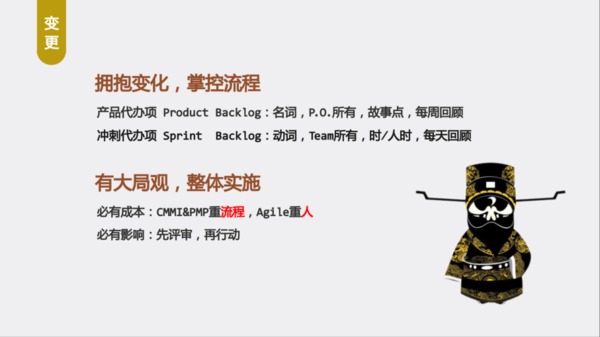 变
更
拥抱变化，掌控流程
产品代办项 Product Backlog：名词，P.O.所有，故事点，每周回顾
冲刺代办项 Sprint  Backlog：动词，Team所有，时/人时，每天回顾
有大局观，整体实施
必有成本：CMMI&PMP重流程，Agile重人
必有影响：先评审，再行动